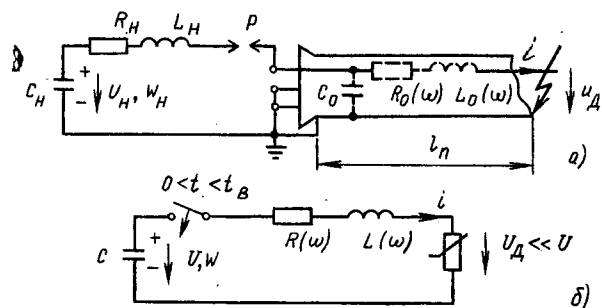 R_H L_H P
C_H + - U_H, W_H
C_0 R_0(ω) L_0(ω) i u_Д
l_п
а)
0 < t < t_в
C + - U, W R(ω) L(ω) i U_Д ≪ U
б)